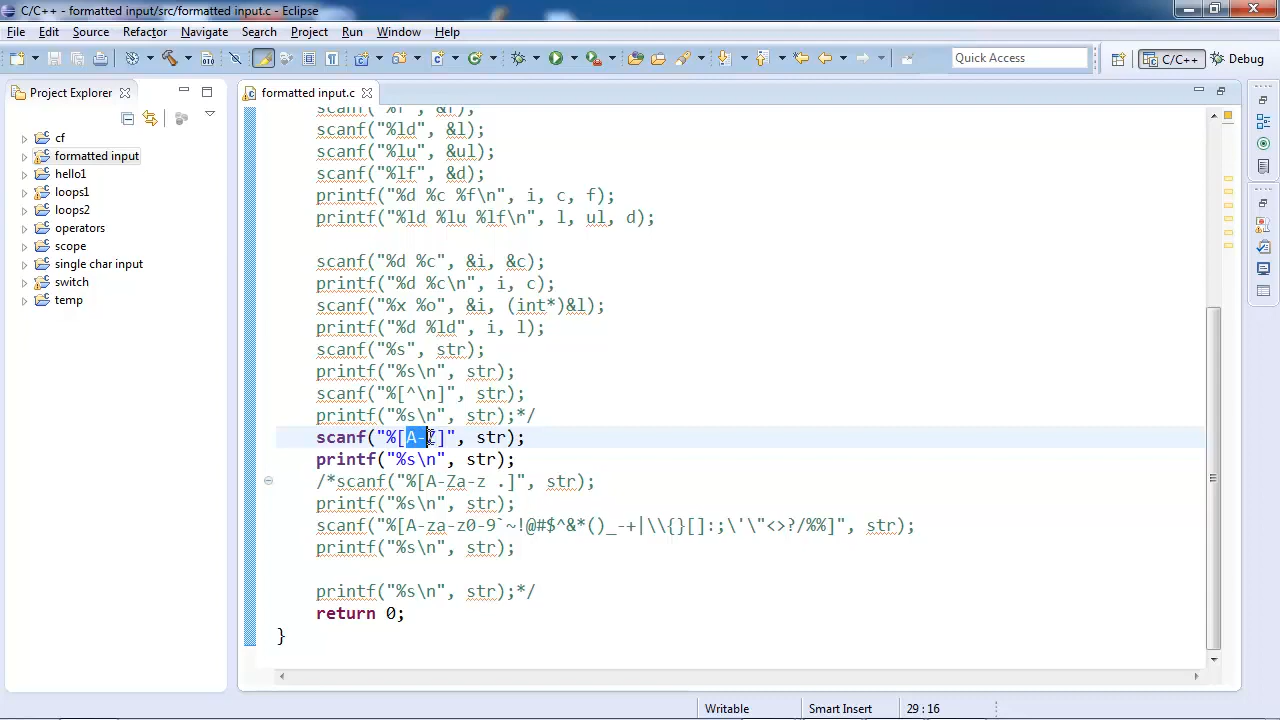 C/C++ - formatted input/src/formatted input.c - Eclipse
File Edit Source Refactor Navigate Search Project Run Window Help
Quick Access
C/C++
Debug
Project Explorer
formatted input.c
cf
formatted input
hello1
loops1
loops2
operators
scope
single char input
switch
temp
scanf("%f", &f);
scanf("%ld", &l);
scanf("%lu", &ul);
scanf("%lf", &d);
printf("%d %c %f\n", i, c, f);
printf("%ld %lu %lf\n", l, ul, d);
scanf("%d %c", &i, &c);
printf("%d %c\n", i, c);
scanf("%x %o", &i, (int*)&l);
printf("%d %ld", i, l);
scanf("%s", str);
printf("%s\n", str);
scanf("%[^\n]", str);
printf("%s\n", str);*/
scanf("%[A-Z]", str);
printf("%s\n", str);
/*scanf("%[A-Za-z .]", str);
printf("%s\n", str);
scanf("%[A-za-z0-9`~!@#$^&*()_-+|\\{}[]:;\'\"<>?/%%]", str);
printf("%s\n", str);
printf("%s\n", str);*/
return 0;
}
Writable
Smart Insert
29 : 16